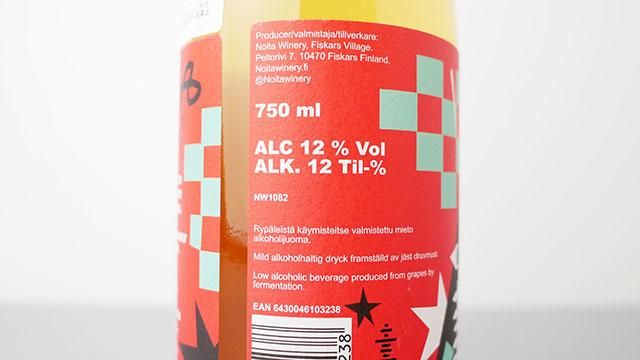 Producer/valmistaja/tillverkare:
Noita Winery, Fiskars Village.
Peltorivi 7. 10470 Fiskars Finland.
Noitawinery.fi
@Noitawinery
750 ml
ALC 12 % Vol
ALK. 12 Til-%
NW1082
Rypäleistä käymisteitse valmistettu mieto
alkoholijuoma.
Mild alkoholhaltig dryck framställd av jäst druvmust.
Low alcoholic beverage produced from grapes by
fermentation.
EAN 6430046103238
238